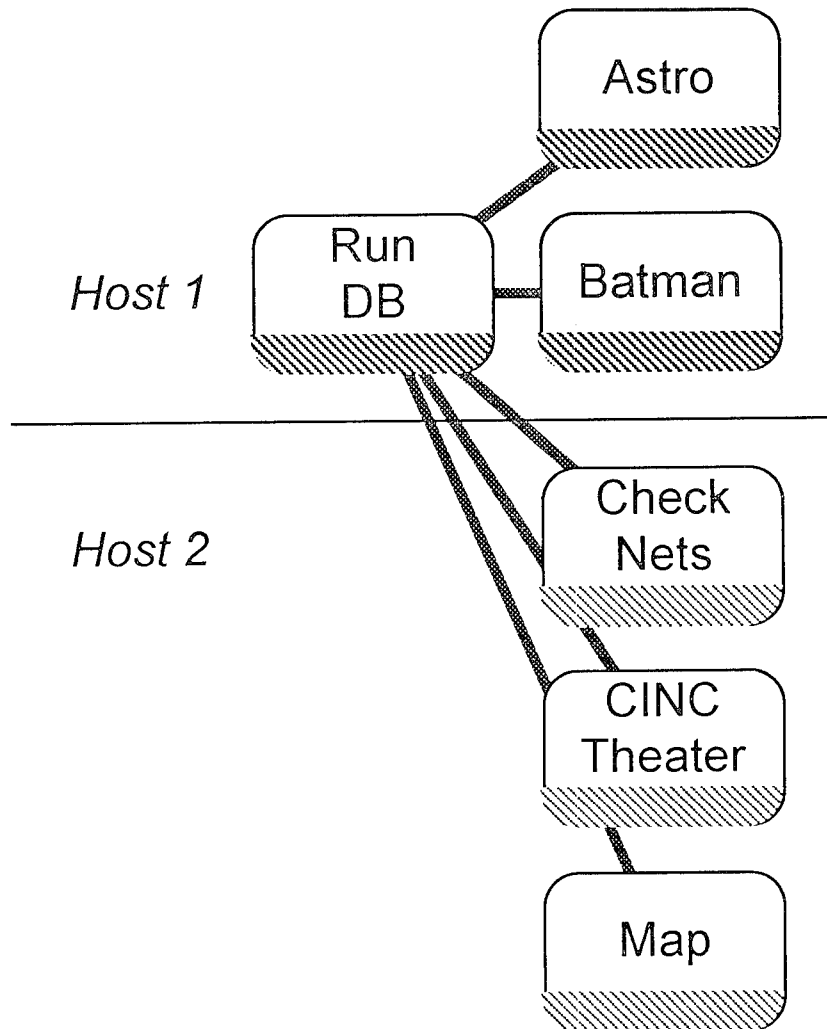 Astro
Run
DB
Host 1
Batman
Check
Nets
Host 2
CINC
Theater
Map